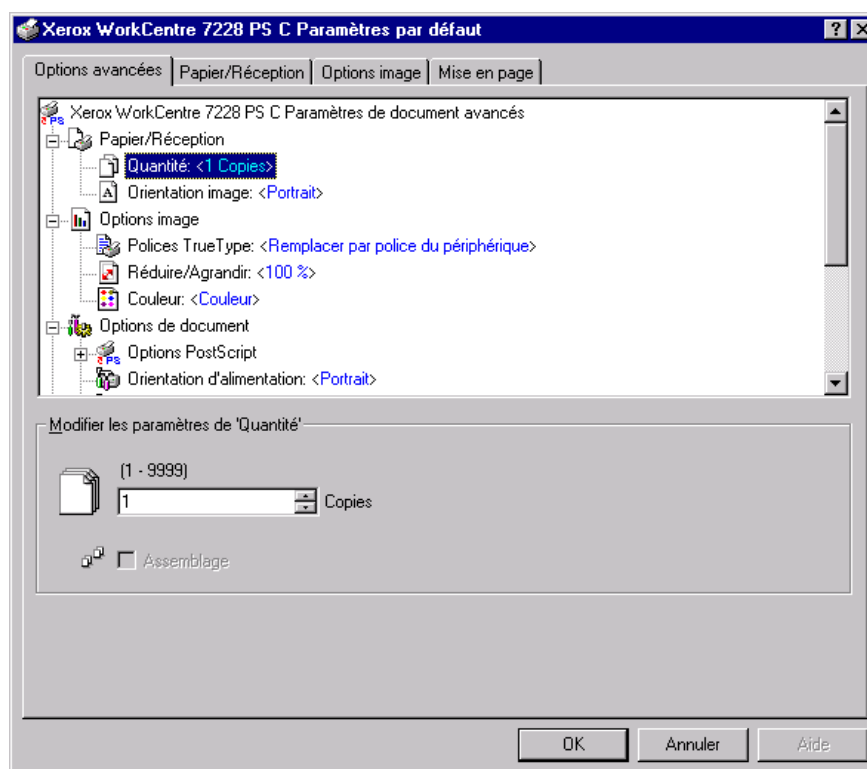 Xerox WorkCentre 7228 PS C Paramètres par défaut
Options avancées Papier/Réception Options image Mise en page
Xerox WorkCentre 7228 PS C Paramètres de document avancés
Papier/Réception
Quantité: <1 Copies>
Orientation image: <Portrait>
Options image
Polices TrueType: <Remplacer par police du périphérique>
Réduire/Agrandir: <100 %>
Couleur: <Couleur>
Options de document
Options PostScript
Orientation d'alimentation: <Portrait>
Modifier les paramètres de 'Quantité'
(1 - 9999)
1 Copies
Assemblage
OK Annuler Aide